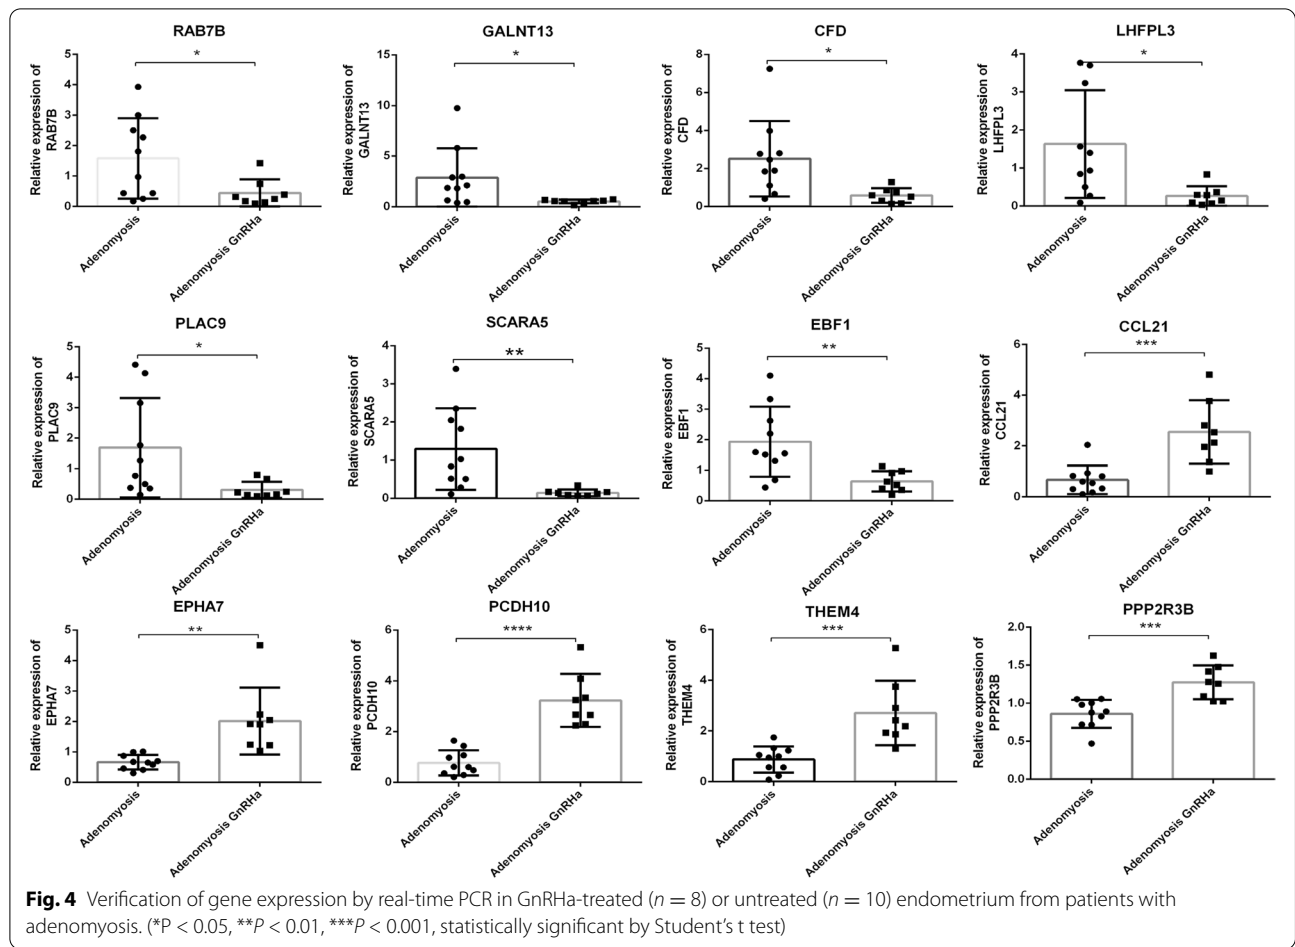 RAB7B
GALNT13
CFD
LHFPL3
*
*
*
*
Relative expression of
RAB7B
5
4
3
2
1
0
Adenomyosis
Adenomyosis GnRHa
Relative expression of
GALNT13
15
10
5
0
Adenomyosis
Adenomyosis GnRHa
Relative expression of
CFD
8
6
4
2
0
Adenomyosis
Adenomyosis GnRHa
Relative expression of
LHFPL3
4
3
2
1
0
Adenomyosis
Adenomyosis GnRHa
PLAC9
SCARA5
EBF1
CCL21
*
**
**
***
Relative expression of
PLAC9
5
4
3
2
1
0
Adenomyosis
Adenomyosis GnRHa
Relative expression of
SCARA5
4
3
2
1
0
Adenomyosis
Adenomyosis GnRHa
Relative expression of
EBF1
5
4
3
2
1
0
Adenomyosis
Adenomyosis GnRHa
Relative expression of
CCL21
6
4
2
0
Adenomyosis
Adenomyosis GnRHa
EPHA7
PCDH10
THEM4
PPP2R3B
**
****
***
***
Relative expression of
EPHA7
5
4
3
2
1
0
Adenomyosis
Adenomyosis GnRHa
Relative expression of
PCDH10
6
4
2
0
Adenomyosis
Adenomyosis GnRHa
Relative expression of
THEM4
6
4
2
0
Adenomyosis
Adenomyosis GnRHa
Relative expression of
PPP2R3B
2.0
1.5
1.0
0.5
0.0
Adenomyosis
Adenomyosis GnRHa
Fig. 4 Verification of gene expression by real-time PCR in GnRHa-treated (n = 8) or untreated (n = 10) endometrium from patients with
adenomyosis. (*P < 0.05, **P < 0.01, ***P < 0.001, statistically significant by Student's t test)